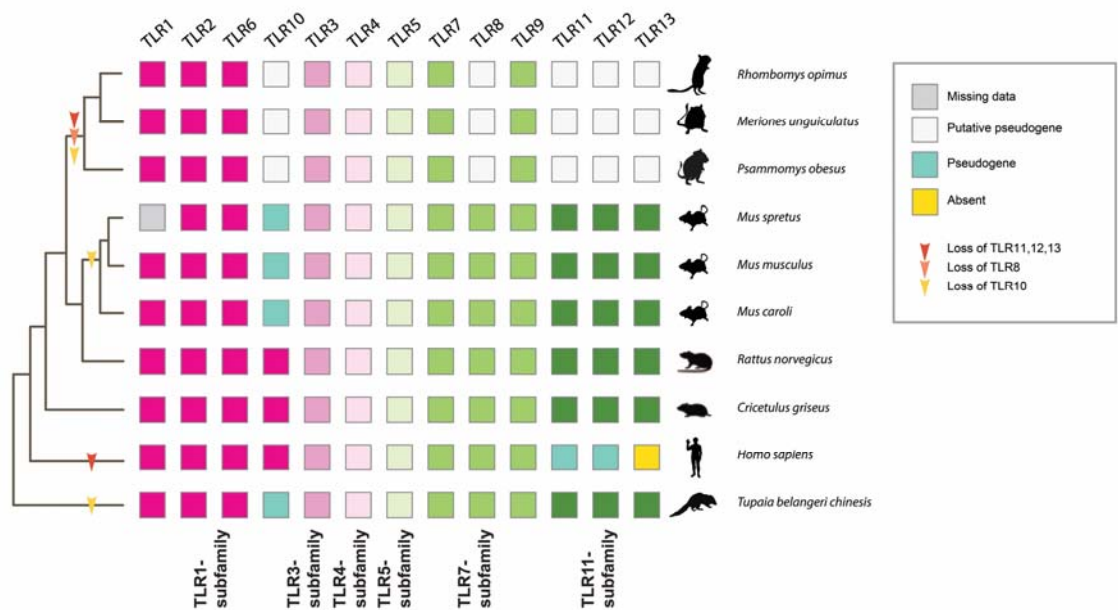 TLR1 TLR2 TLR6 TLR10 TLR3 TLR4 TLR5 TLR7 TLR8 TLR9 TLR11 TLR12 TLR13
Rhombomys opimus
Meriones unguiculatus
Psammomys obesus
Mus spretus
Mus musculus
Mus caroli
Rattus norvegicus
Cricetulus griseus
Homo sapiens
Tupaia belangeri chinesis
TLR1-
subfamily
TLR3-
subfamily
TLR4-
subfamily
TLR5-
subfamily
TLR7-
subfamily
TLR11-
subfamily
Missing data
Putative pseudogene
Pseudogene
Absent
Loss of TLR11,12,13
Loss of TLR8
Loss of TLR10